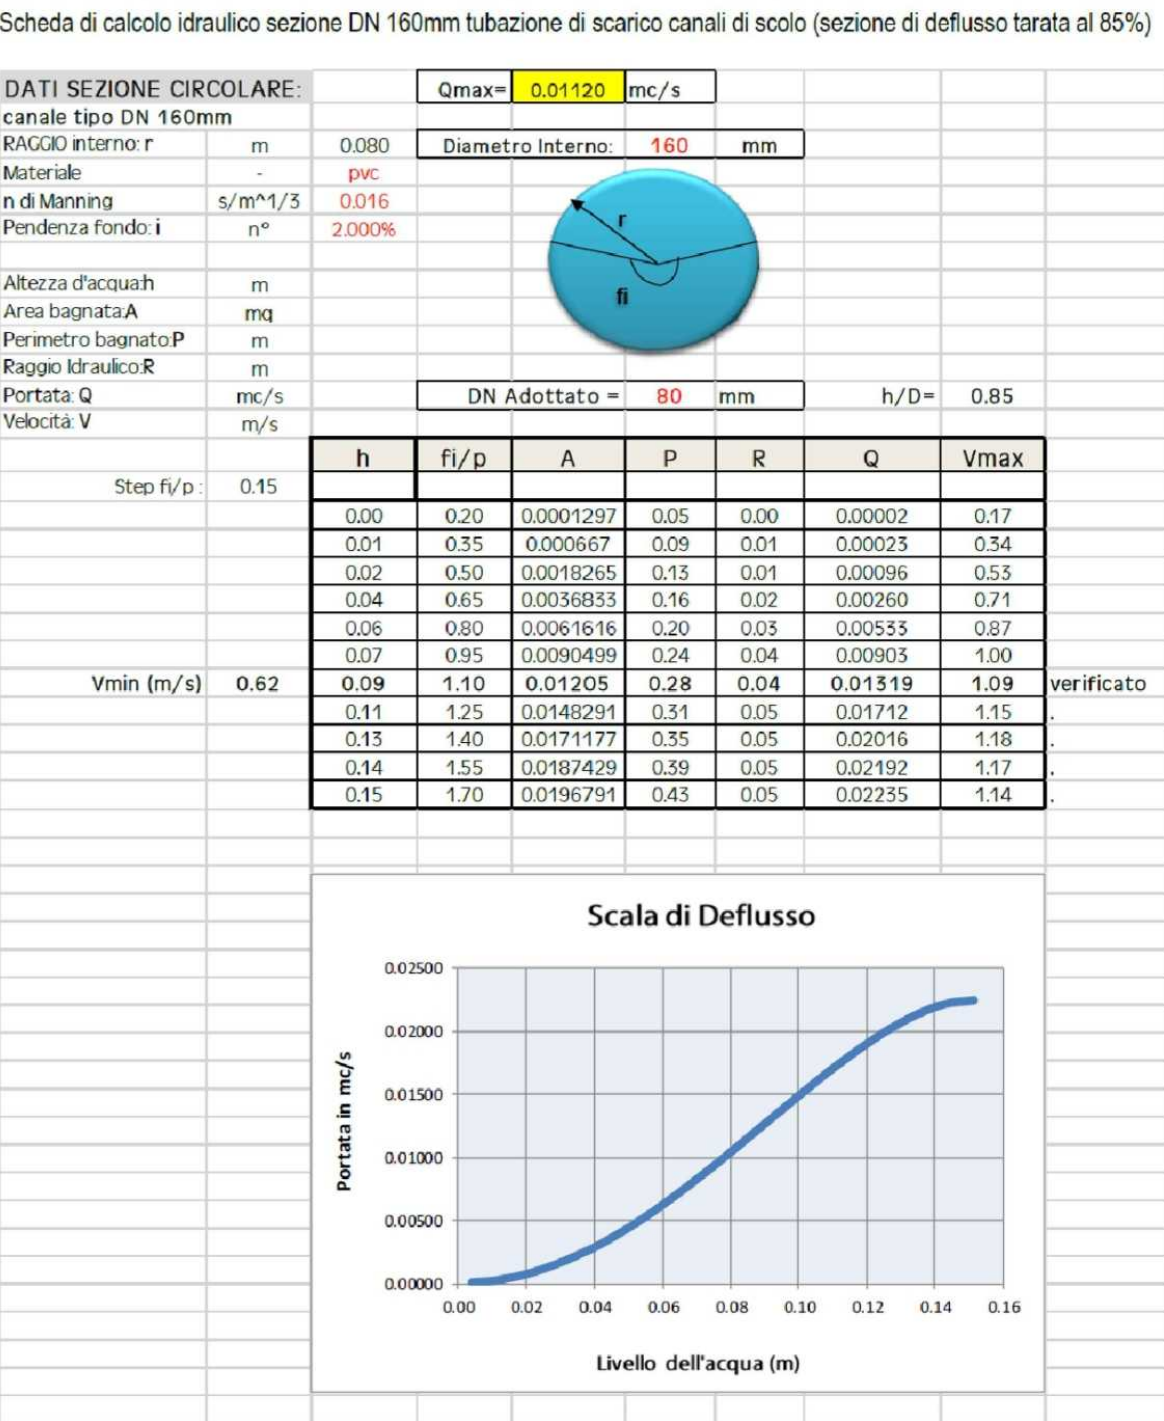 Scheda di calcolo idraulico sezione DN 160mm tubazione di scarico canali di scolo (sezione di deflusso tarata al 85%)
DATI SEZIONE CIRCOLARE: Qmax= 0.01120 mc/s
canale tipo DN 160mm
RAGGIO interno: r m 0.080 Diametro Interno: 160 mm
Materiale - pvc
n di Manning s/m^1/3 0.016
Pendenza fondo: i n° 2.000%
r
fi
Altezza d'acqua:h m
Area bagnata:A mq
Perimetro bagnato:P m
Raggio Idraulico:R m
Portata: Q mc/s DN Adottato = 80 mm h/D= 0.85
Velocità: V m/s
h fi/p A P R Q Vmax
Step fi/p : 0.15
0.00 0.20 0.0001297 0.05 0.00 0.00002 0.17
0.01 0.35 0.000667 0.09 0.01 0.00023 0.34
0.02 0.50 0.0018265 0.13 0.01 0.00096 0.53
0.04 0.65 0.0036833 0.16 0.02 0.00260 0.71
0.06 0.80 0.0061616 0.20 0.03 0.00533 0.87
0.07 0.95 0.0090499 0.24 0.04 0.00903 1.00
Vmin (m/s) 0.62 0.09 1.10 0.01205 0.28 0.04 0.01319 1.09 verificato
0.11 1.25 0.0148291 0.31 0.05 0.01712 1.15 .
0.13 1.40 0.0171177 0.35 0.05 0.02016 1.18 .
0.14 1.55 0.0187429 0.39 0.05 0.02192 1.17 .
0.15 1.70 0.0196791 0.43 0.05 0.02235 1.14 .
Scala di Deflusso
Portata in mc/s
0.02500
0.02000
0.01500
0.01000
0.00500
0.00000
0.00 0.02 0.04 0.06 0.08 0.10 0.12 0.14 0.16
Livello dell'acqua (m)